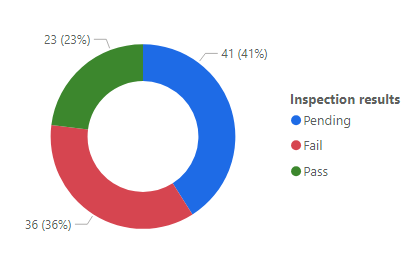 23 (23%)
41 (41%)
Inspection results
Pending
Fail
Pass
36 (36%)